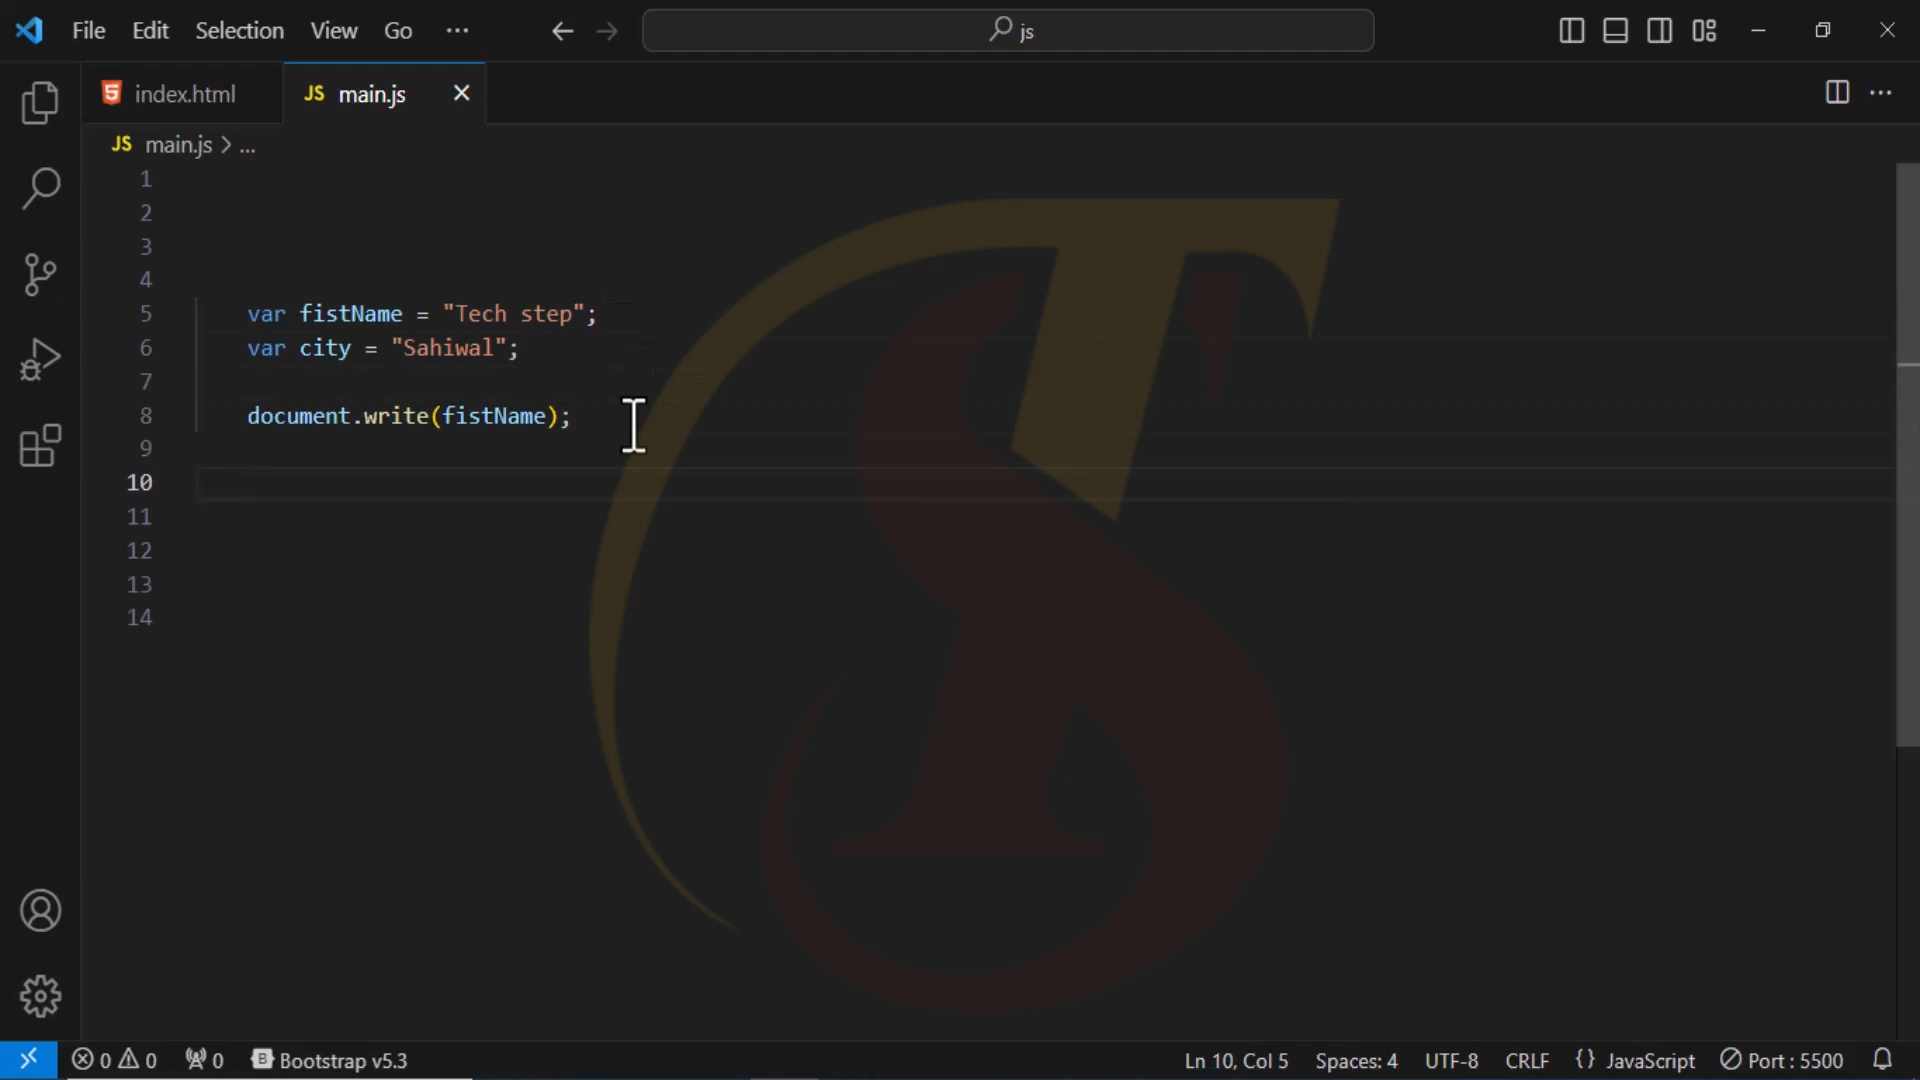 File Edit Selection View Go ... js
index.html JS main.js
JS main.js > ...
1
2
3
4
5 var fistName = "Tech step";
6 var city = "Sahiwal";
7
8 document.write(fistName);
9
10
11
12
13
14
0 0 0 B Bootstrap v5.3 Ln 10, Col 5 Spaces: 4 UTF-8 CRLF {} JavaScript Port : 5500